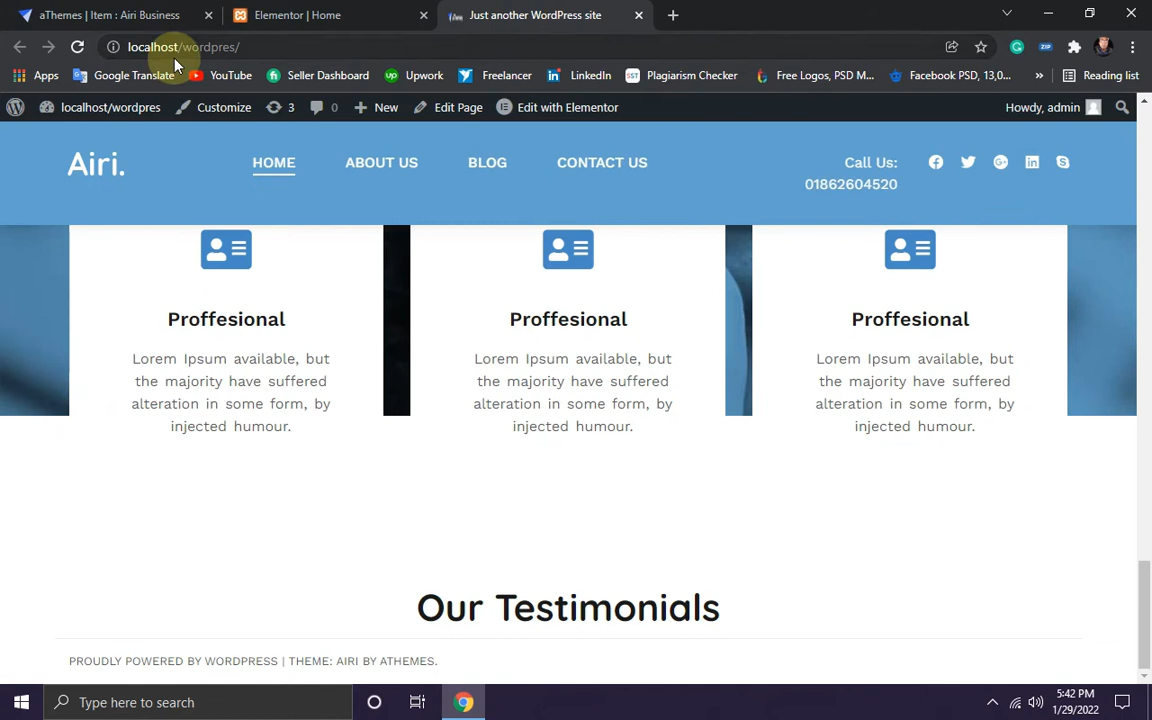 aThemes | Item : Airi Business
Elementor | Home
Just another WordPress site
localhost/wordpres/
ZIP
Apps
Google Translate
YouTube
fi Seller Dashboard
up Upwork
Freelancer
in LinkedIn
SST Plagiarism Checker
Free Logos, PSD M...
Facebook PSD, 13,0...
»
Reading list
localhost/wordpres
Customize
3
0
New
Edit Page
Edit with Elementor
Howdy, admin
Airi.
HOME
ABOUT US
BLOG
CONTACT US
Call Us:
01862604520
Proffesional
Lorem Ipsum available, but
the majority have suffered
alteration in some form, by
injected humour.
Proffesional
Lorem Ipsum available, but
the majority have suffered
alteration in some form, by
injected humour.
Proffesional
Lorem Ipsum available, but
the majority have suffered
alteration in some form, by
injected humour.
Our Testimonials
PROUDLY POWERED BY WORDPRESS | THEME: AIRI BY ATHEMES.
Type here to search
5:42 PM
1/29/2022